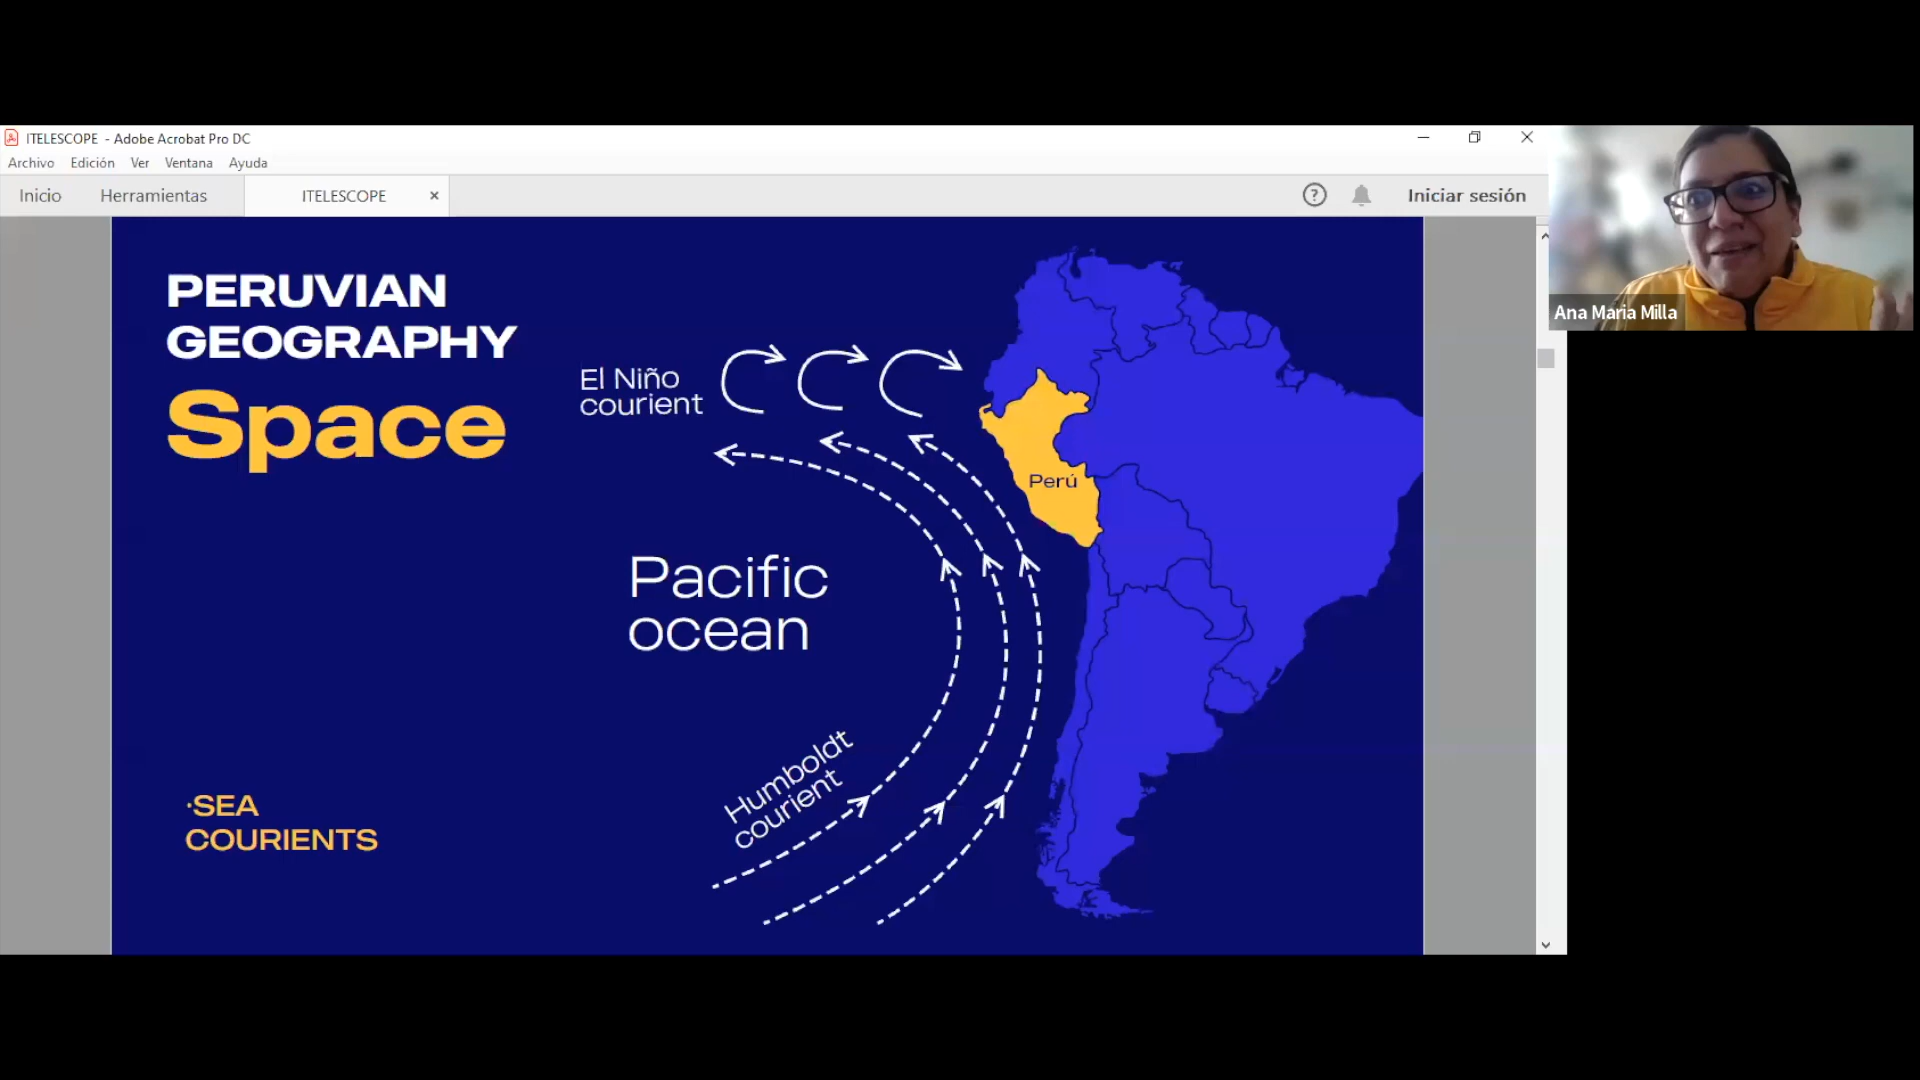 ITELESCOPE - Adobe Acrobat Pro DC
Archivo Edición Ver Ventana Ayuda
Inicio Herramientas ITELESCOPE × ? Iniciar sesión
PERUVIAN
GEOGRAPHY
Space
El Niño
courient
Perú
Pacific
ocean
Humboldt
courient
·SEA
COURIENTS
Ana Maria Milla